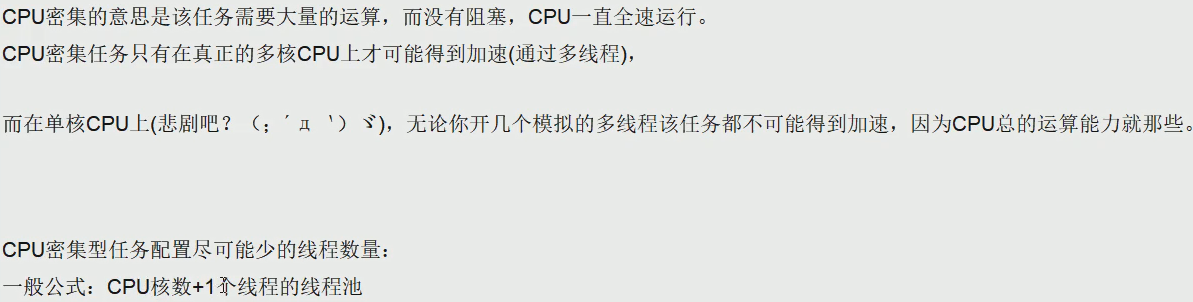 CPU密集的意思是该任务需要大量的运算，而没有阻塞，CPU一直全速运行。
CPU密集任务只有在真正的多核CPU上才可能得到加速(通过多线程)，
而在单核CPU上(悲剧吧？（；´д｀）ゞ)，无论你开几个模拟的多线程该任务都不可能得到加速，因为CPU总的运算能力就那些。
CPU密集型任务配置尽可能少的线程数量：
一般公式：CPU核数+1个线程的线程池